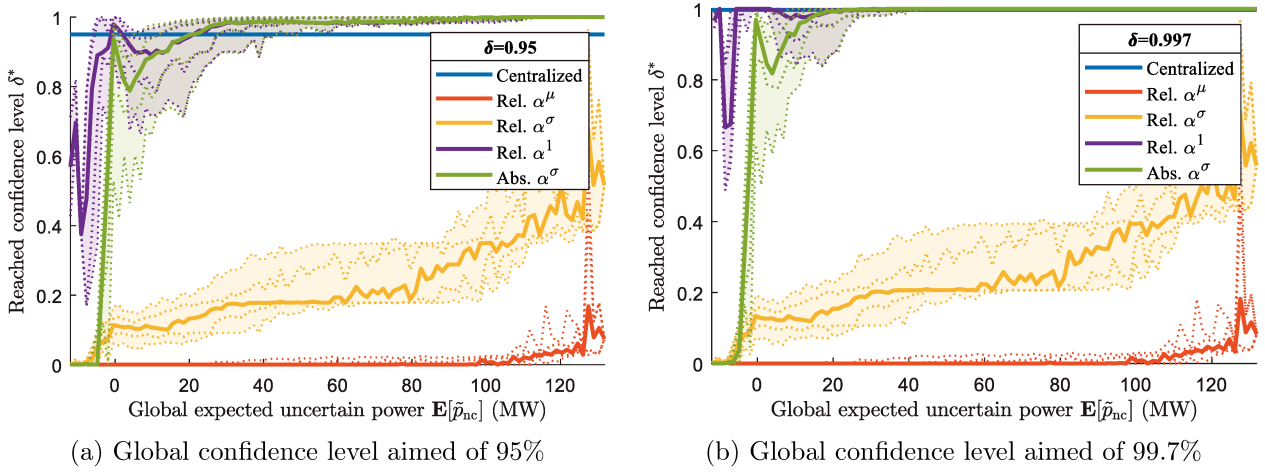 Reached confidence level δ*
1
0.8
0.6
0.4
0.2
0
δ=0.95
Centralized
Rel. α^μ
Rel. α^σ
Rel. α^1
Abs. α^σ
0 20 40 60 80 100 120
Global expected uncertain power E[p̃_nc] (MW)
(a) Global confidence level aimed of 95%
Reached confidence level δ*
1
0.8
0.6
0.4
0.2
0
δ=0.997
Centralized
Rel. α^μ
Rel. α^σ
Rel. α^1
Abs. α^σ
0 20 40 60 80 100 120
Global expected uncertain power E[p̃_nc] (MW)
(b) Global confidence level aimed of 99.7%